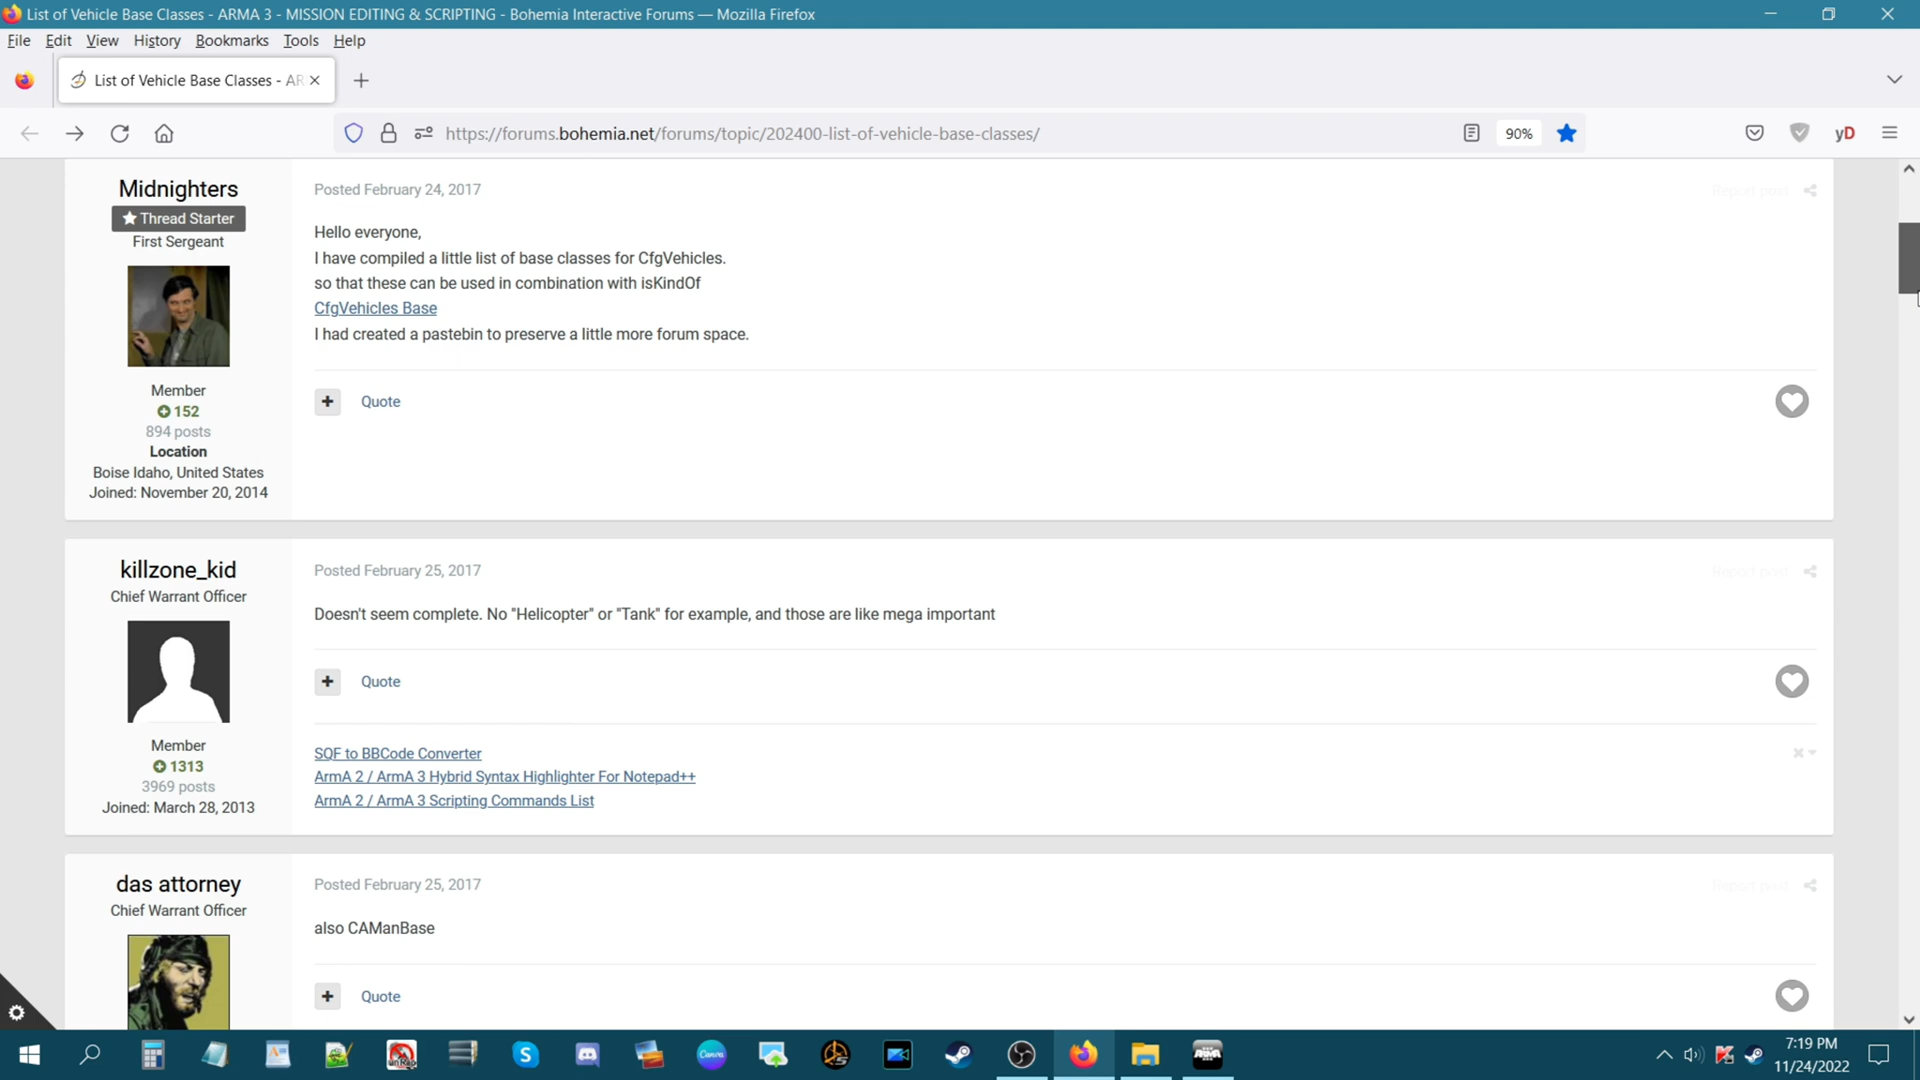 List of Vehicle Base Classes - ARMA 3 - MISSION EDITING & SCRIPTING - Bohemia Interactive Forums — Mozilla Firefox
File Edit View History Bookmarks Tools Help
List of Vehicle Base Classes - AR
https://forums.bohemia.net/forums/topic/202400-list-of-vehicle-base-classes/
90%
yD
Midnighters
Thread Starter
First Sergeant
Member
152
894 posts
Location
Boise Idaho, United States
Joined: November 20, 2014
Posted February 24, 2017
Report post
Hello everyone,
I have compiled a little list of base classes for CfgVehicles.
so that these can be used in combination with isKindOf
CfgVehicles Base
I had created a pastebin to preserve a little more forum space.
+ Quote
killzone_kid
Chief Warrant Officer
Member
1313
3969 posts
Joined: March 28, 2013
Posted February 25, 2017
Report post
Doesn't seem complete. No "Helicopter" or "Tank" for example, and those are like mega important
+ Quote
SQF to BBCode Converter
ArmA 2 / ArmA 3 Hybrid Syntax Highlighter For Notepad++
ArmA 2 / ArmA 3 Scripting Commands List
das attorney
Chief Warrant Officer
Posted February 25, 2017
Report post
also CAManBase
+ Quote
Canva
7:19 PM
11/24/2022